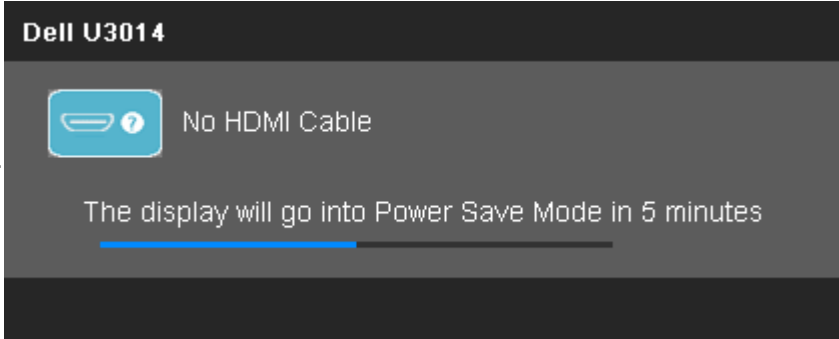 Dell U3014
? No HDMI Cable
The display will go into Power Save Mode in 5 minutes